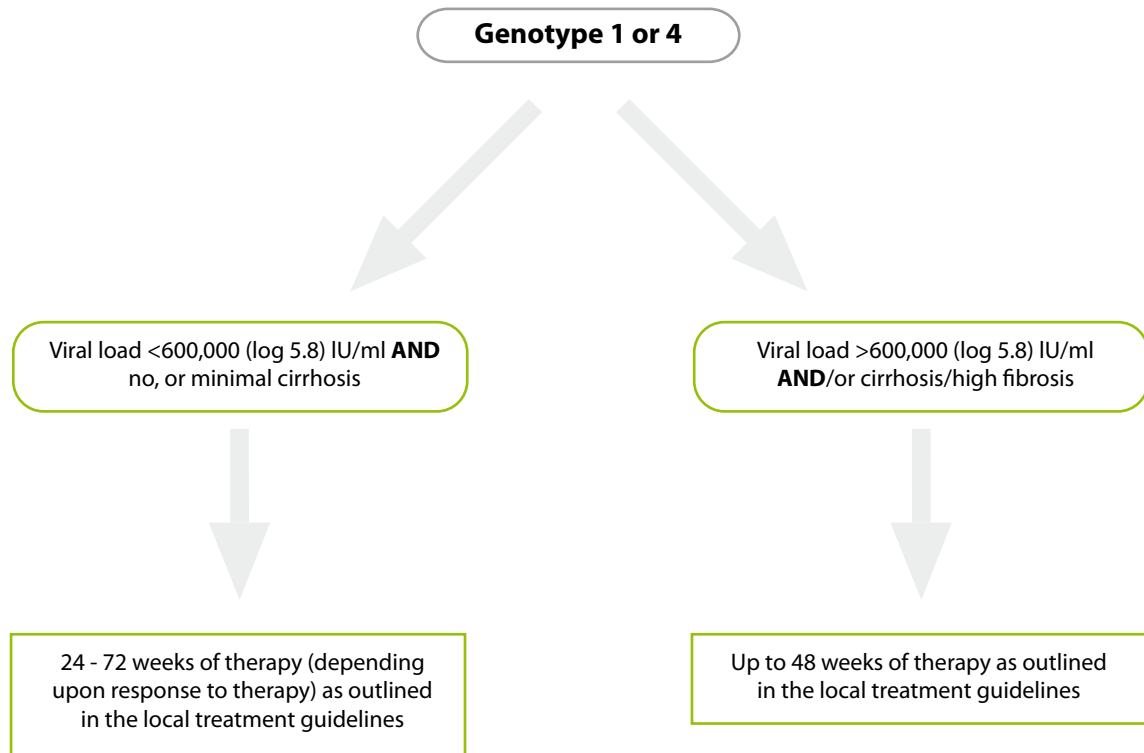 Genotype 1 or 4
Viral load <600,000 (log 5.8) lU/ml AND
no, or minimal cirrhosis
Viral load >600,000 (log 5.8) lU/ml
AND/or cirrhosis/high fibrosis
24 - 72 weeks of therapy (depending
upon response to therapy) as outlined
in the local treatment guidelines
Up to 48 weeks of therapy as outlined
in the local treatment guidelines